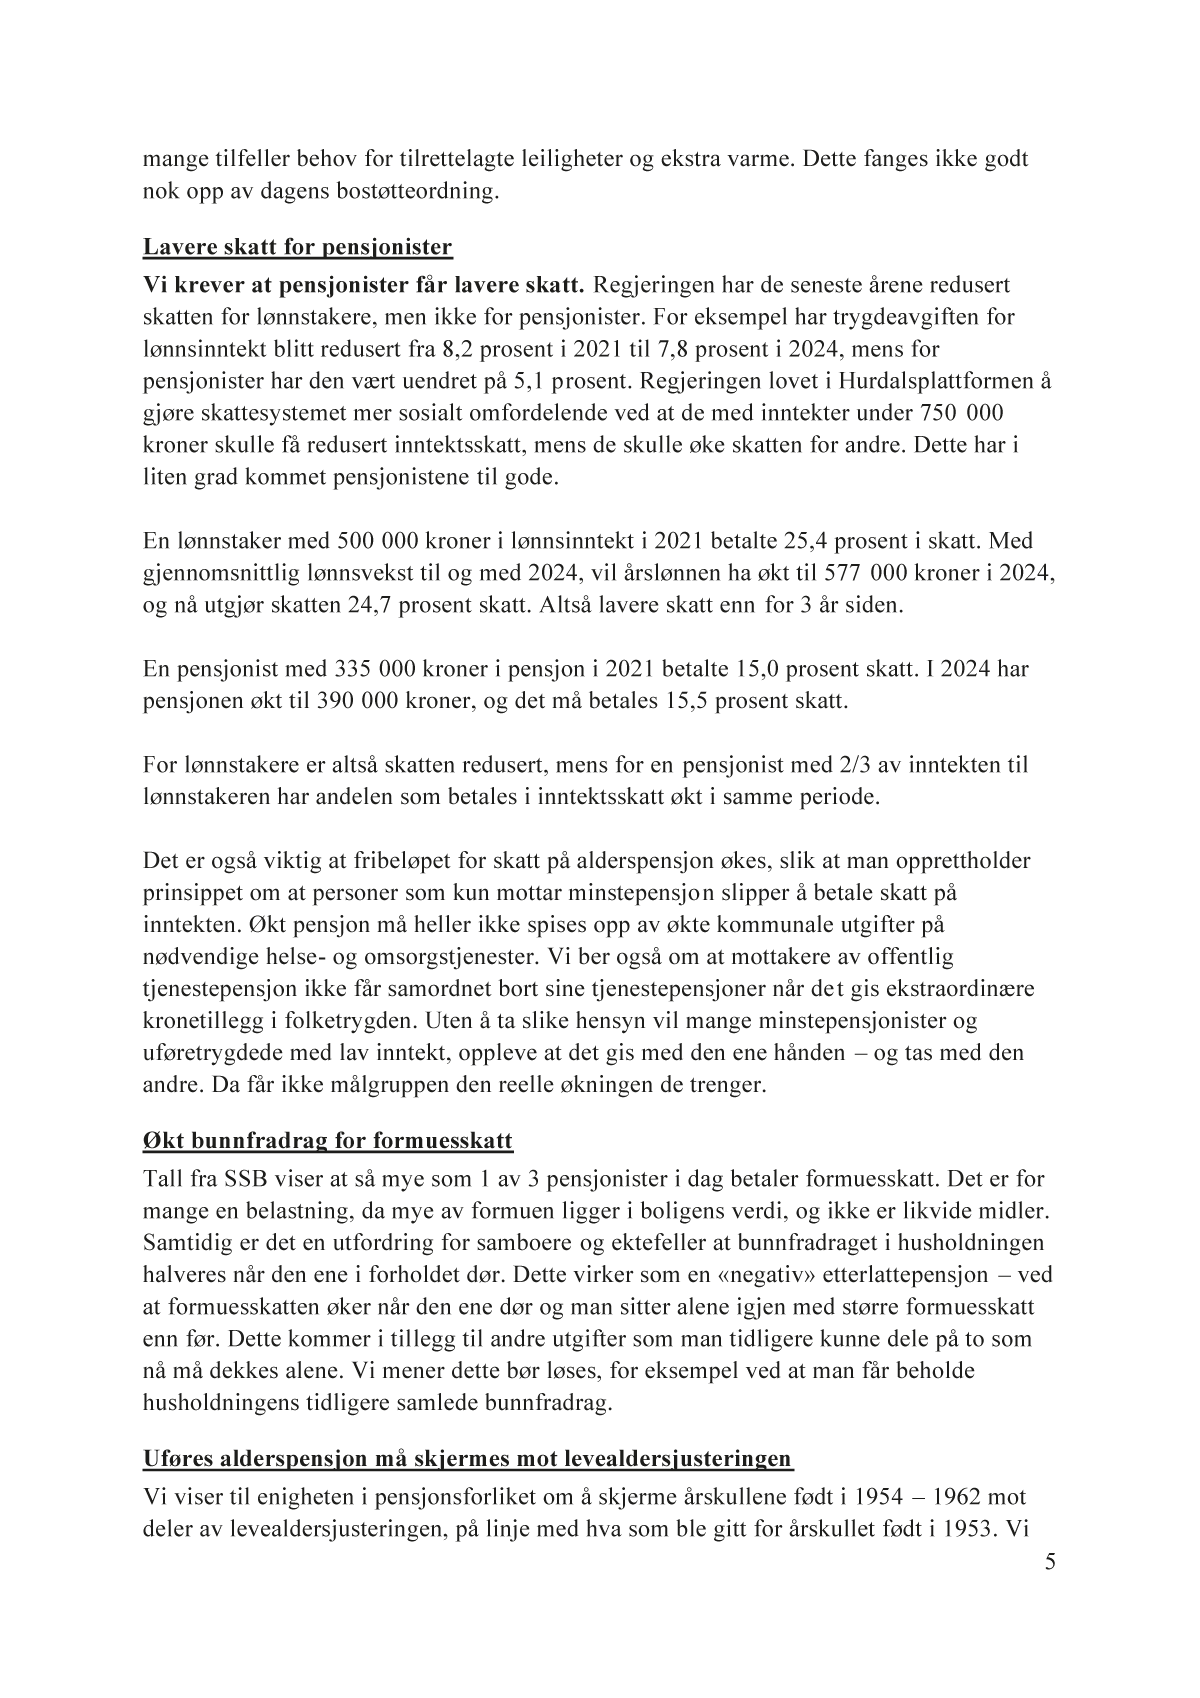 mange tilfeller behov for tilrettelagte leiligheter og ekstra varme. Dette fanges ikke godt
nok opp av dagens bostøtteordning.
Lavere skatt for pensjonister
Vi krever at pensjonister får lavere skatt. Regjeringen har de seneste årene redusert
skatten for lønnstakere, men ikke for pensjonister. For eksempel har trygdeavgiften for
lønnsinntekt blitt redusert fra 8,2 prosent i 2021 til 7,8 prosent i 2024, mens for
pensjonister har den vært uendret på 5,1 prosent. Regjeringen lovet i Hurdalsplattformen å
gjøre skattesystemet mer sosialt omfordelende ved at de med inntekter under 750 000
kroner skulle få redusert inntektsskatt, mens de skulle øke skatten for andre. Dette har i
liten grad kommet pensjonistene til gode.
En lønnstaker med 500 000 kroner i lønnsinntekt i 2021 betalte 25,4 prosent i skatt. Med
gjennomsnittlig lønnsvekst til og med 2024, vil årslønnen ha økt til 577 000 kroner i 2024,
og nå utgjør skatten 24,7 prosent skatt. Altså lavere skatt enn for 3 år siden.
En pensjonist med 335 000 kroner i pensjon i 2021 betalte 15,0 prosent skatt. I 2024 har
pensjonen økt til 390 000 kroner, og det må betales 15,5 prosent skatt.
For lønnstakere er altså skatten redusert, mens for en pensjonist med 2/3 av inntekten til
lønnstakeren har andelen som betales i inntektsskatt økt i samme periode.
Det er også viktig at fribeløpet for skatt på alderspensjon økes, slik at man opprettholder
prinsippet om at personer som kun mottar minstepensjon slipper å betale skatt på
inntekten. Økt pensjon må heller ikke spises opp av økte kommunale utgifter på
nødvendige helse- og omsorgstjenester. Vi ber også om at mottakere av offentlig
tjenestepensjon ikke får samordnet bort sine tjenestepensjoner når det gis ekstraordinære
kronetillegg i folketrygden. Uten å ta slike hensyn vil mange minstepensjonister og
uføretrygdede med lav inntekt, oppleve at det gis med den ene hånden – og tas med den
andre. Da får ikke målgruppen den reelle økningen de trenger.
Økt bunnfradrag for formuesskatt
Tall fra SSB viser at så mye som 1 av 3 pensjonister i dag betaler formuesskatt. Det er for
mange en belastning, da mye av formuen ligger i boligens verdi, og ikke er likvide midler.
Samtidig er det en utfordring for samboere og ektefeller at bunnfradraget i husholdningen
halveres når den ene i forholdet dør. Dette virker som en «negativ» etterlattepensjon – ved
at formuesskatten øker når den ene dør og man sitter alene igjen med større formuesskatt
enn før. Dette kommer i tillegg til andre utgifter som man tidligere kunne dele på to som
nå må dekkes alene. Vi mener dette bør løses, for eksempel ved at man får beholde
husholdningens tidligere samlede bunnfradrag.
Uføres alderspensjon må skjermes mot levealdersjusteringen
Vi viser til enigheten i pensjonsforliket om å skjerme årskullene født i 1954 – 1962 mot
deler av levealdersjusteringen, på linje med hva som ble gitt for årskullet født i 1953. Vi
5